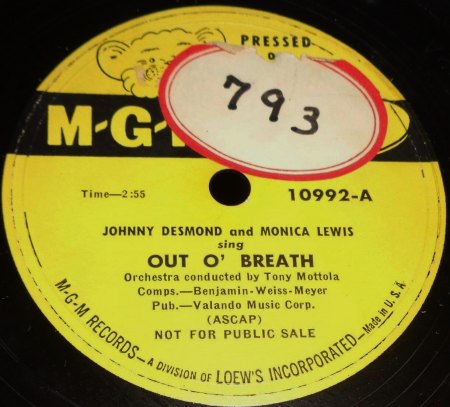 PRESSED
793
M-G-M
Time—2:55
10992-A
JOHNNY DESMOND and MONICA LEWIS
sing
OUT O' BREATH
Orchestra conducted by Tony Mottola
Comps.—Benjamin-Weiss-Meyer
Pub.—Valando Music Corp.
(ASCAP)
NOT FOR PUBLIC SALE
M-G-M RECORDS—A DIVISION OF LOEW'S INCORPORATED—Made in U.S.A